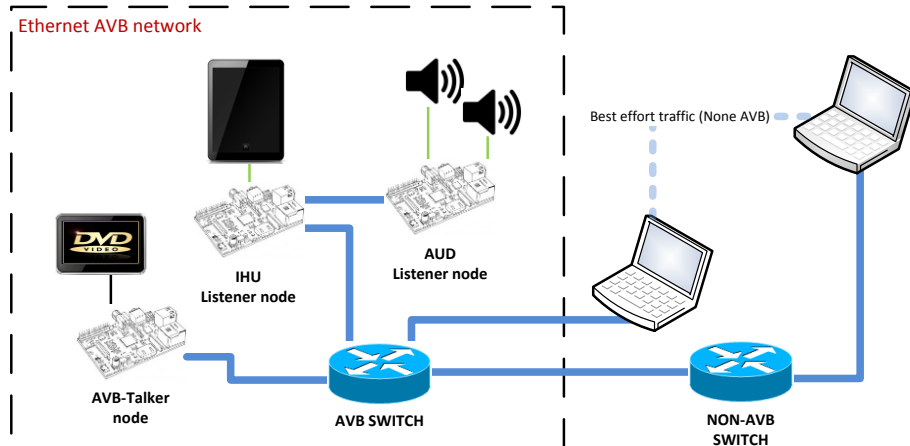 Ethernet AVB network
Best effort traffic (None AVB)
DVD
VIDEO
IHU
Listener node
AUD
Listener node
AVB-Talker
node
AVB SWITCH
NON-AVB
SWITCH